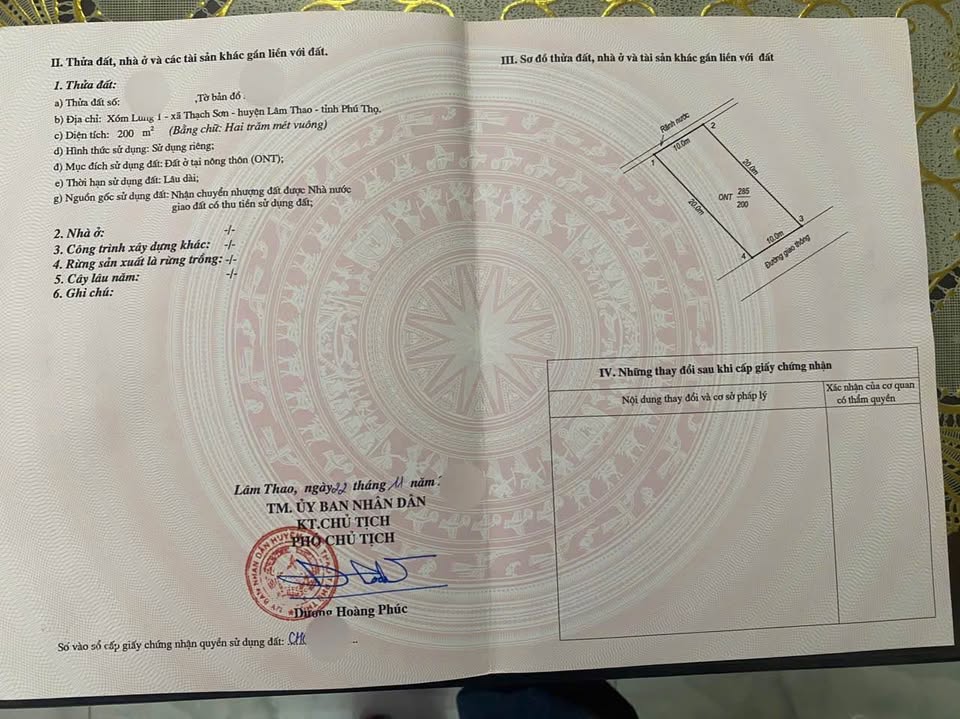 II. Thửa đất, nhà ở và các tài sản khác gắn liền với đất.
1. Thửa đất:
a) Thửa đất số: ,Tờ bản đồ
b) Địa chỉ: Xóm Lung 1 - xã Thạch Sơn - huyện Lâm Thao - tỉnh Phú Thọ.
c) Diện tích: 200 m² (Bằng chữ: Hai trăm mét vuông)
d) Hình thức sử dụng: Sử dụng riêng;
đ) Mục đích sử dụng đất: Đất ở tại nông thôn (ONT);
e) Thời hạn sử dụng đất: Lâu dài;
g) Nguồn gốc sử dụng đất: Nhận chuyển nhượng đất được Nhà nước
giao đất có thu tiền sử dụng đất;
2. Nhà ở: -/-
3. Công trình xây dựng khác: -/-
4. Rừng sản xuất là rừng trồng: -/-
5. Cây lâu năm: -/-
6. Ghi chú:
Lâm Thao, ngày 22 tháng 11 năm
TM. ỦY BAN NHÂN DÂN
KT.CHỦ TỊCH
PHÓ CHỦ TỊCH
Dương Hoàng Phúc
Số vào sổ cấp giấy chứng nhận quyền sử dụng đất: CH
III. Sơ đồ thửa đất, nhà ở và tài sản khác gắn liền với đất
Rãnh nước
1
10.0m
2
20.0m
20.0m
ONT 285
200
3
10.0m
4
Đường giao thông
IV. Những thay đổi sau khi cấp giấy chứng nhận
Nội dung thay đổi và cơ sở pháp lý
Xác nhận của cơ quan
có thẩm quyền